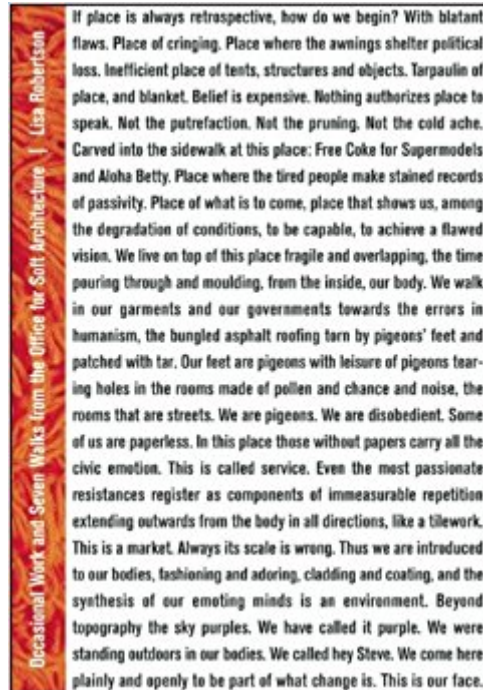 Occasional Work and Seven Walks from the Office for Soft Architecture | Lisa Robertson
If place is always retrospective, how do we begin? With blatant
flaws. Place of cringing. Place where the awnings shelter political
loss. Inefficient place of tents, structures and objects. Tarpaulin of
place, and blanket. Belief is expensive. Nothing authorizes place to
speak. Not the putrefaction. Not the pruning. Not the cold ache.
Carved into the sidewalk at this place: Free Coke for Supermodels
and Aloha Betty. Place where the tired people make stained records
of passivity. Place of what is to come, place that shows us, among
the degradation of conditions, to be capable, to achieve a flawed
vision. We live on top of this place fragile and overlapping, the time
pouring through and moulding, from the inside, our body. We walk
in our garments and our governments towards the errors in
humanism, the bungled asphalt roofing torn by pigeons' feet and
patched with tar. Our feet are pigeons with leisure of pigeons tear-
ing holes in the rooms made of pollen and chance and noise, the
rooms that are streets. We are pigeons. We are disobedient. Some
of us are paperless. In this place those without papers carry all the
civic emotion. This is called service. Even the most passionate
resistances register as components of immeasurable repetition
extending outwards from the body in all directions, like a tilework.
This is a market. Always its scale is wrong. Thus we are introduced
to our bodies, fashioning and adoring, cladding and coating, and the
synthesis of our emoting minds is an environment. Beyond
topography the sky purples. We have called it purple. We were
standing outdoors in our bodies. We called hey Steve. We come here
plainly and openly to be part of what change is. This is our face.